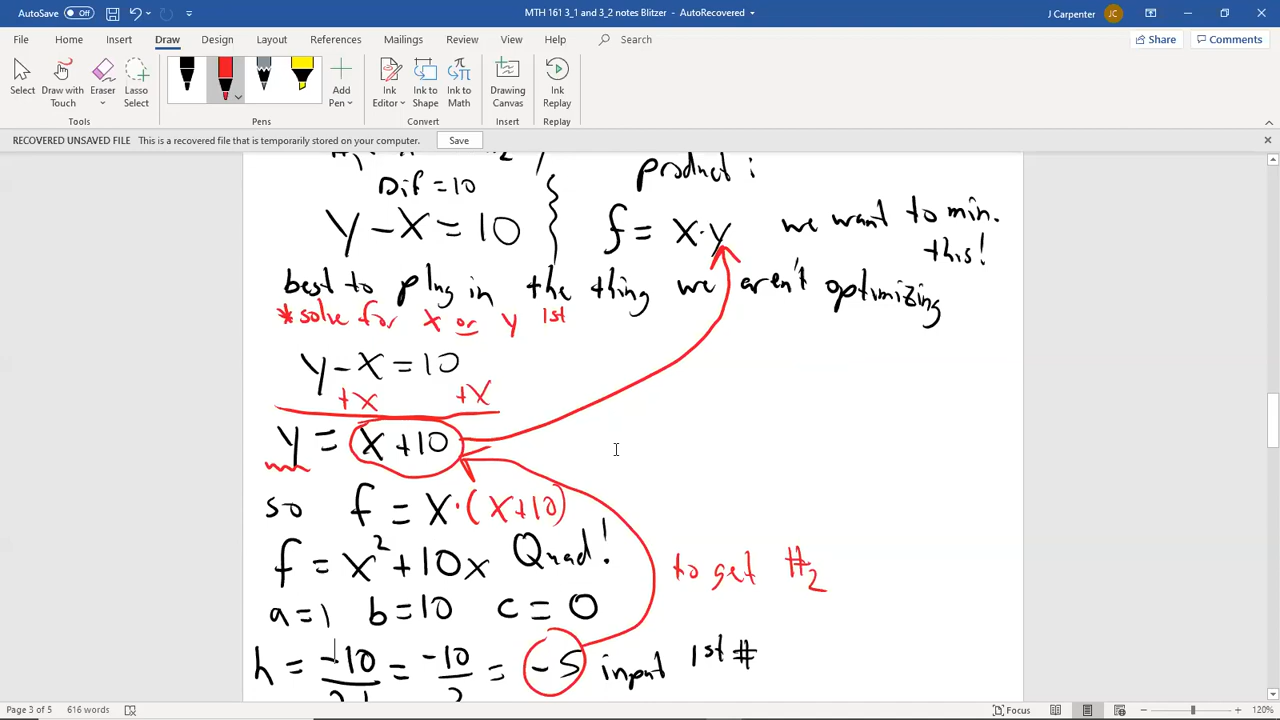 AutoSave Off MTH 161 3_1 and 3_2 notes Blitzer - AutoRecovered J Carpenter JC
File Home Insert Draw Design Layout References Mailings Review View Help Search Share Comments
Select Draw with Touch Eraser Lasso Select Add Pen Ink Editor Ink to Shape Ink to Math Drawing Canvas Ink Replay
Tools Pens Convert Insert Replay
RECOVERED UNSAVED FILE This is a recovered file that is temporarily stored on your computer. Save
Dif = 10 product :
y - x = 10 f = x · y we want to min. this!
best to plug in the thing we aren't optimizing
*solve for x or y 1st
y - x = 10
+x +x
y = x + 10
so f = x · (x+10)
f = x² + 10x Quad!
to get #2
a = 1 b = 10 c = 0
h = -10 = -10 = -5 input 1st #
Page 3 of 5 616 words Focus 120%